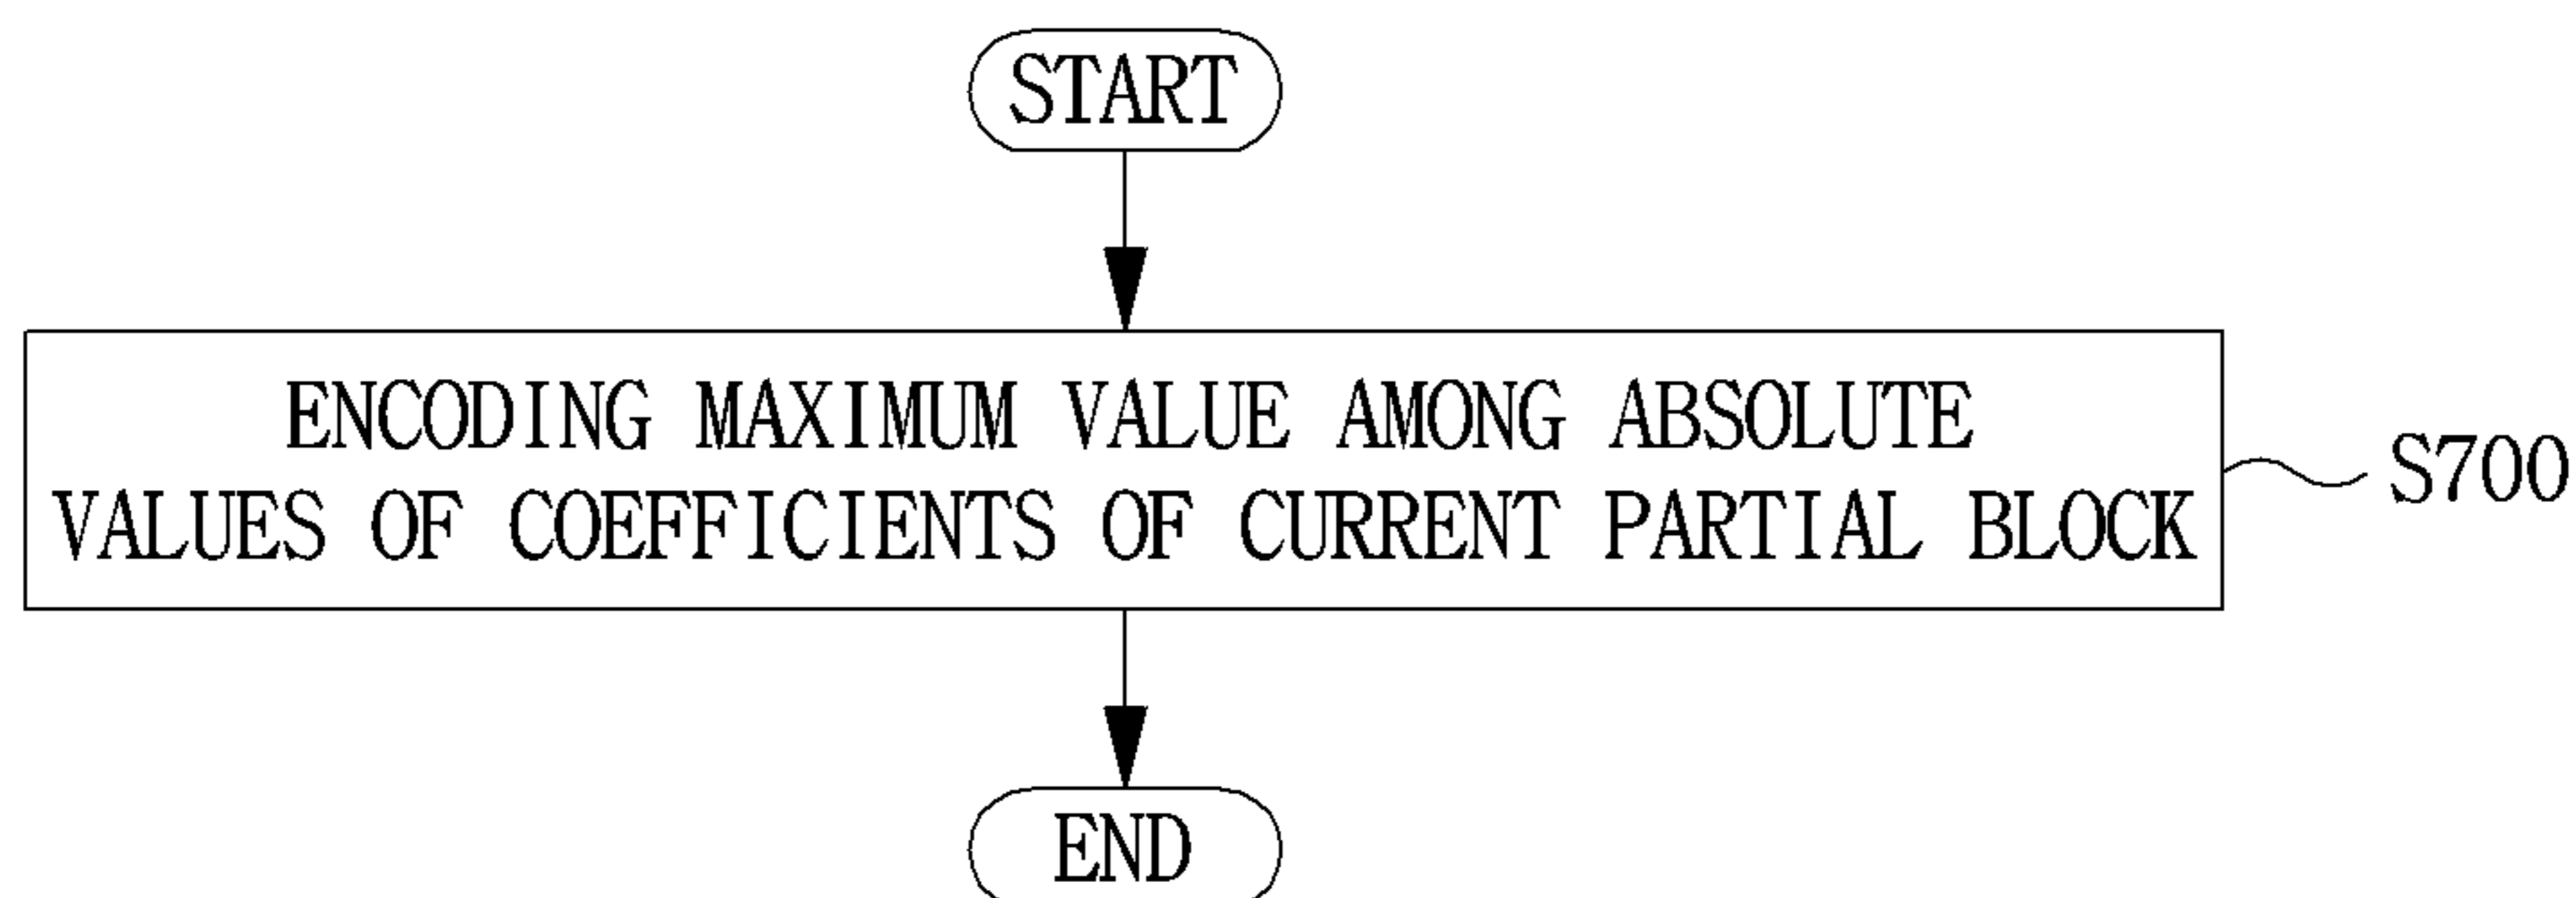 START
ENCODING MAXIMUM VALUE AMONG ABSOLUTE
VALUES OF COEFFICIENTS OF CURRENT PARTIAL BLOCK
S700
END